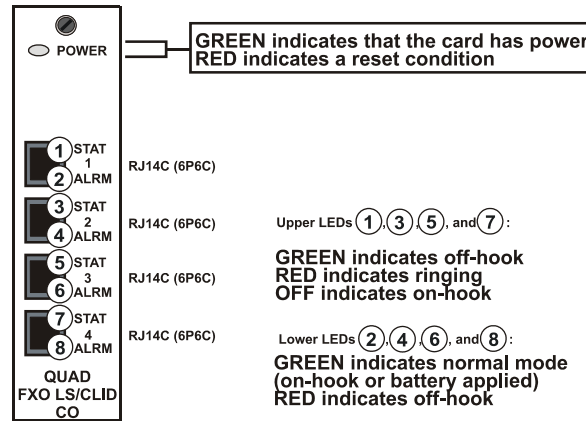 POWER
GREEN indicates that the card has power
RED indicates a reset condition
1 STAT
1
2 ALRM
RJ14C (6P6C)
3 STAT
2
4 ALRM
RJ14C (6P6C)
5 STAT
3
6 ALRM
RJ14C (6P6C)
7 STAT
4
8 ALRM
RJ14C (6P6C)
QUAD
FXO LS/CLID
CO
Upper LEDs 1, 3, 5, and 7 :
GREEN indicates off-hook
RED indicates ringing
OFF indicates on-hook
Lower LEDs 2, 4, 6, and 8 :
GREEN indicates normal mode
(on-hook or battery applied)
RED indicates off-hook